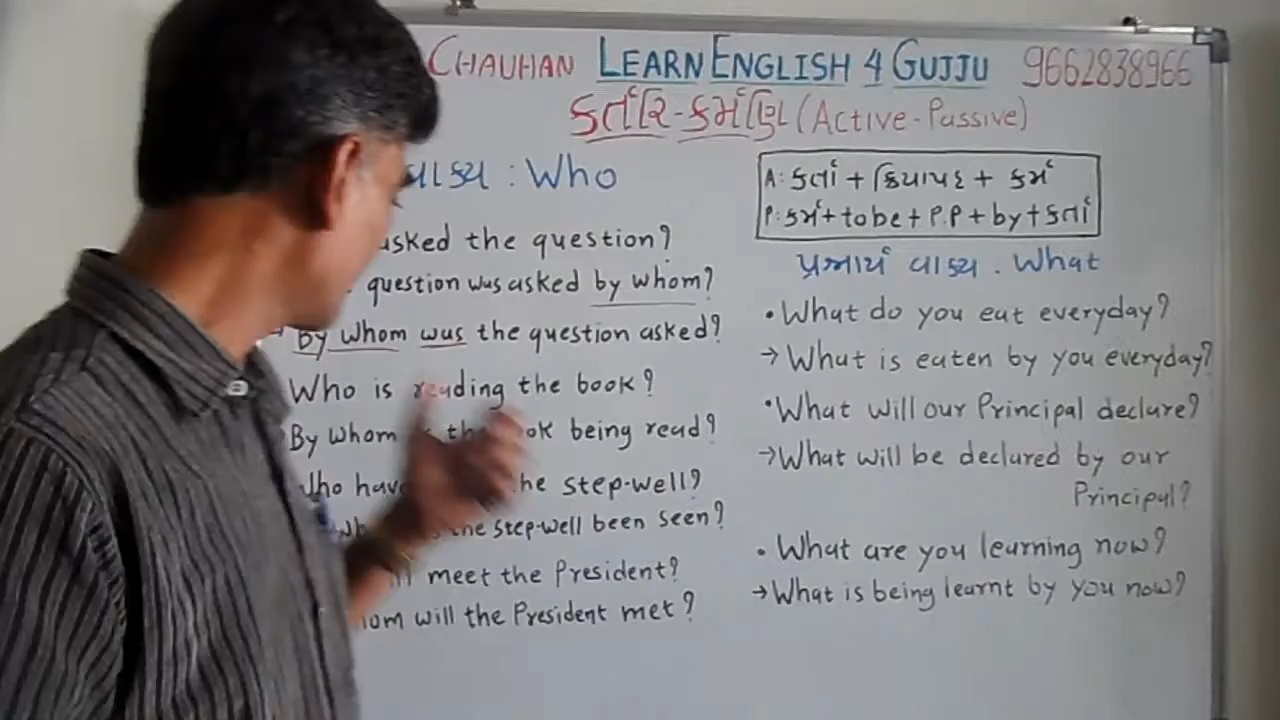 CHAUHAN LEARN ENGLISH 4 GUJJU 9662838966
કર્તરિ-કર્મણિ (Active-Passive)
વાક્ય : Who
asked the question?
question was asked by whom?
→ By whom was the question asked?
Who is reading the book?
By whom the book being read?
Who have the step-well?
the step-well been seen?
meet the President?
whom will the President met?
A: કર્તા + ક્રિયાપદ + કર્મ
P: કર્મ + to be + P.P + by + કર્તા
પ્રશ્નાર્થ વાક્ય . What
• What do you eat everyday?
→ What is eaten by you everyday?
• What will our Principal declare?
→ What will be declared by our
Principal?
• What are you learning now?
→ What is being learnt by you now?